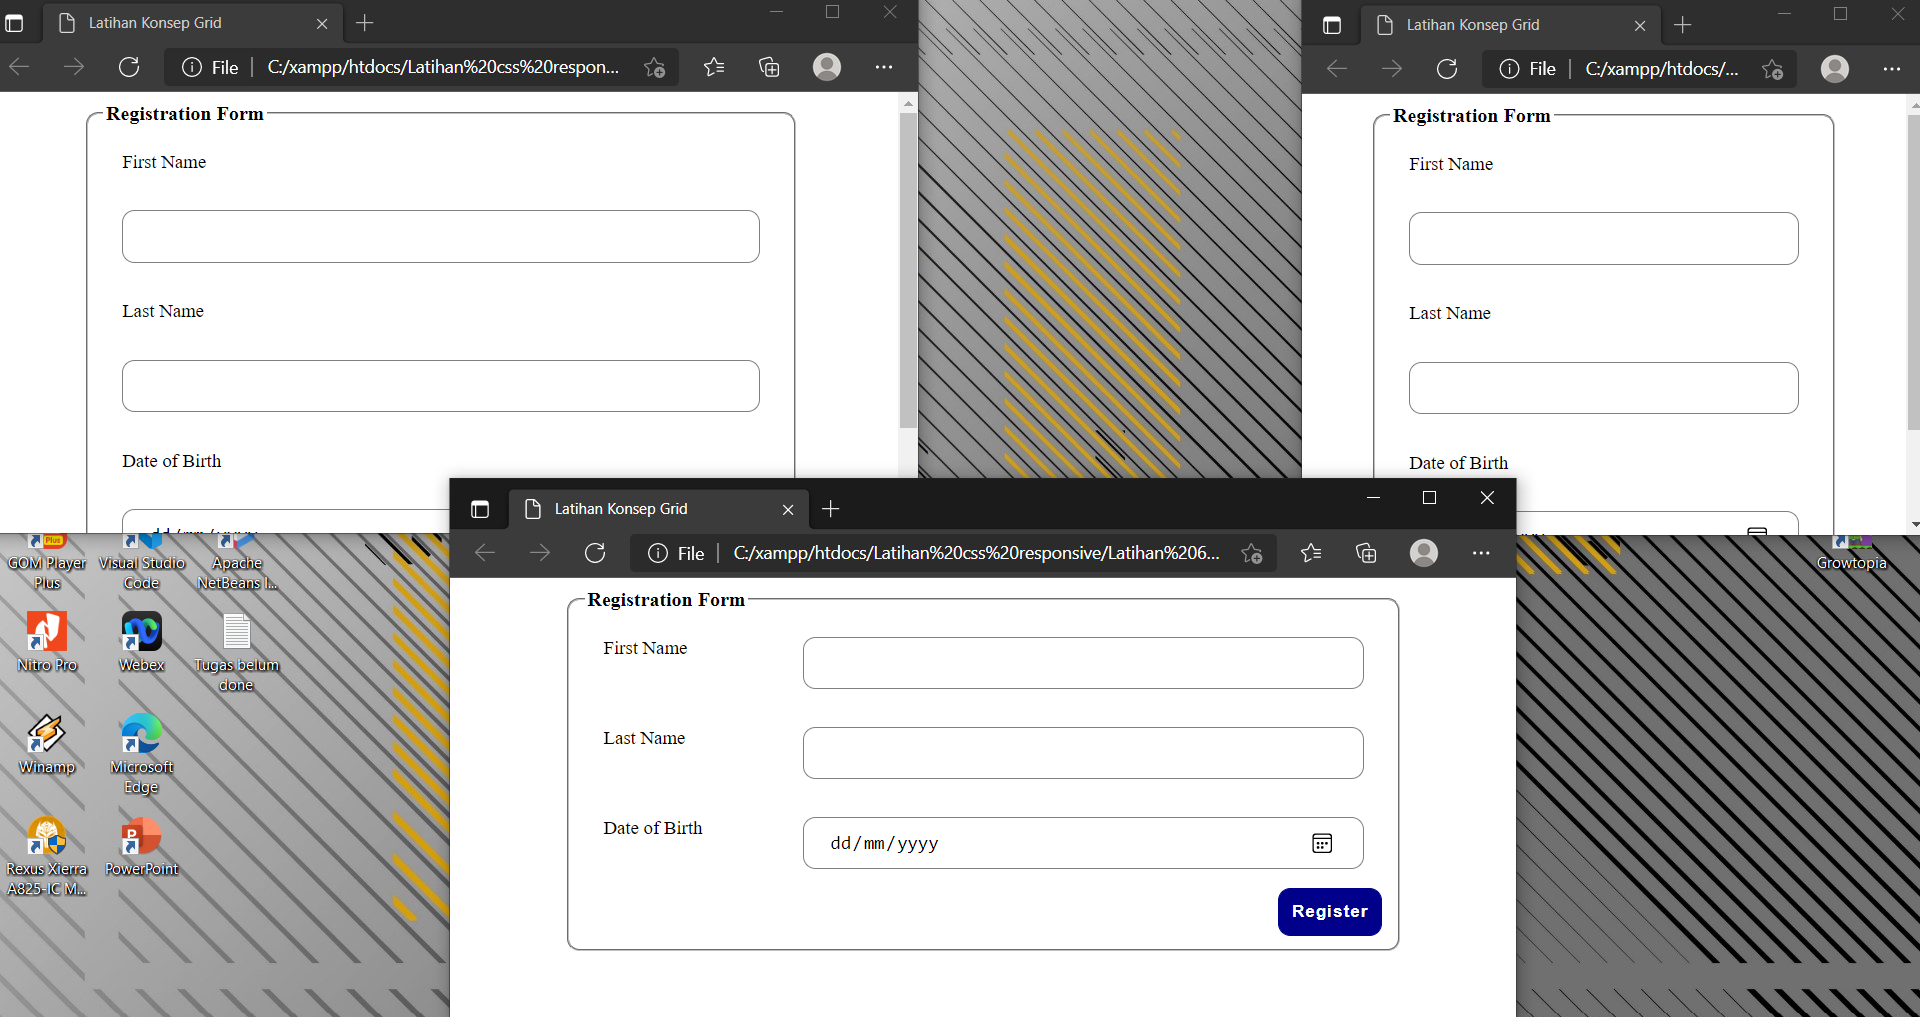 Latihan Konsep Grid
File
C:/xampp/htdocs/Latihan%20css%20respon...
Registration Form
First Name
Last Name
Date of Birth
Latihan Konsep Grid
File
C:/xampp/htdocs/...
Registration Form
First Name
Last Name
Date of Birth
Latihan Konsep Grid
File
C:/xampp/htdocs/Latihan%20css%20responsive/Latihan%206...
Registration Form
First Name
Last Name
Date of Birth
dd/mm/yyyy
Register
Plus
GOM Player
Plus
Visual Studio
Code
Apache
NetBeans I...
Nitro Pro
Webex
Tugas belum
done
Winamp
Microsoft
Edge
Rexus Xierra
A825-IC M...
P
PowerPoint
Growtopia